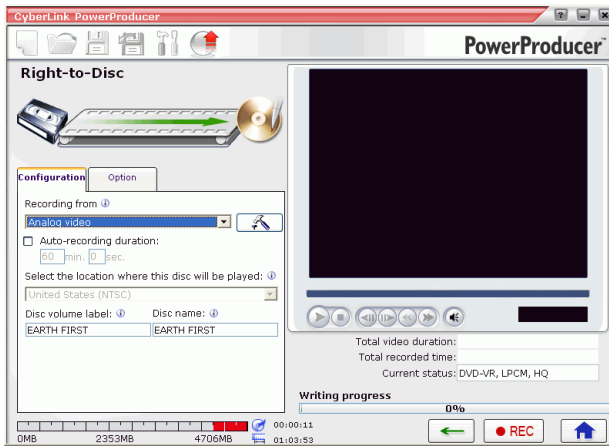 CyberLink PowerProducer
PowerProducer™
Right-to-Disc
Configuration
Option
Recording from
Analog video
Auto-recording duration:
60 min. 0 sec.
Select the location where this disc will be played:
United States (NTSC)
Disc volume label: Disc name:
EARTH FIRST EARTH FIRST
Total video duration:
Total recorded time:
Current status: DVD-VR, LPCM, HQ
Writing progress
0%
00:00:11
0MB 2353MB 4706MB 01:03:53
REC